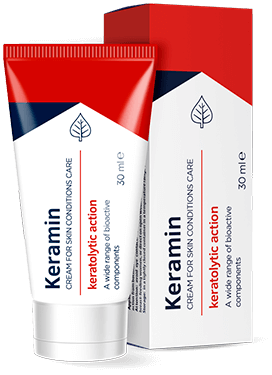 Keramin
CREAM FOR SKIN CONDITIONS CARE
keratolytic action
A wide range of bioactive
components
30 ml e
Keramin
CREAM FOR SKIN CONDITIONS CARE
keratolytic action
A wide range of bioactive
components
30 ml e